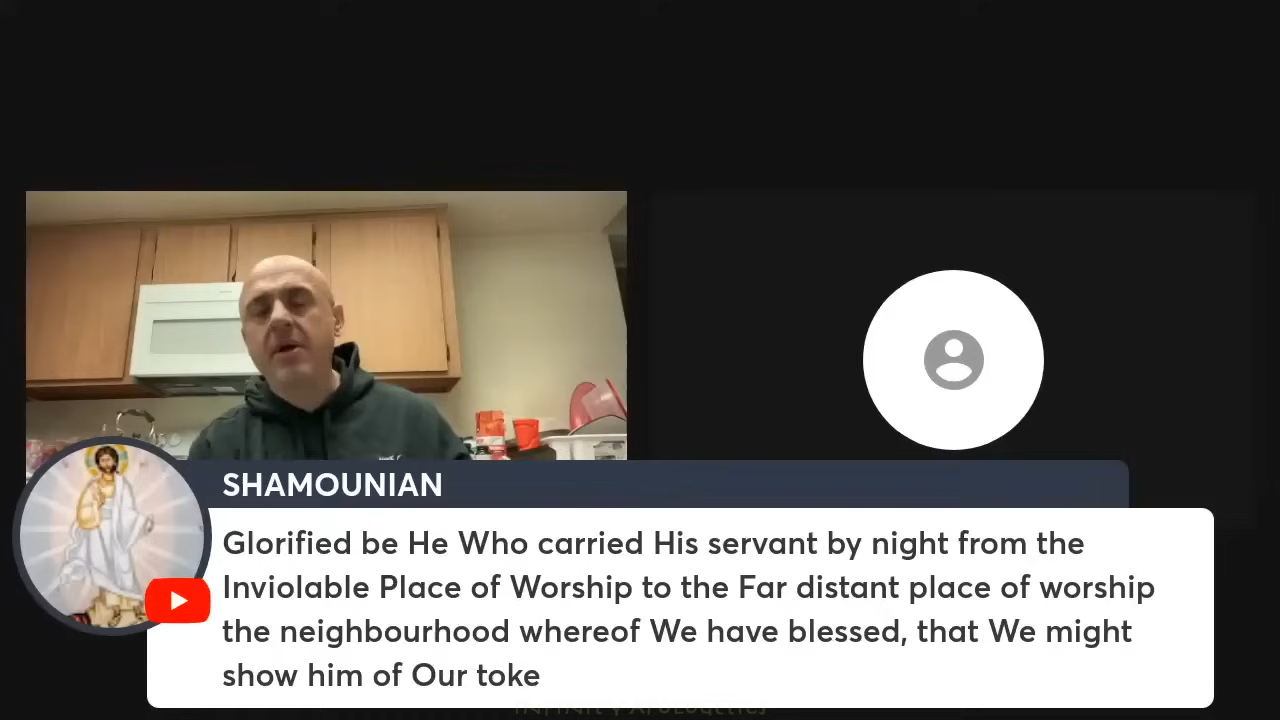 SHAMOUNIAN
Glorified be He Who carried His servant by night from the
Inviolable Place of Worship to the Far distant place of worship
the neighbourhood whereof We have blessed, that We might
show him of Our toke